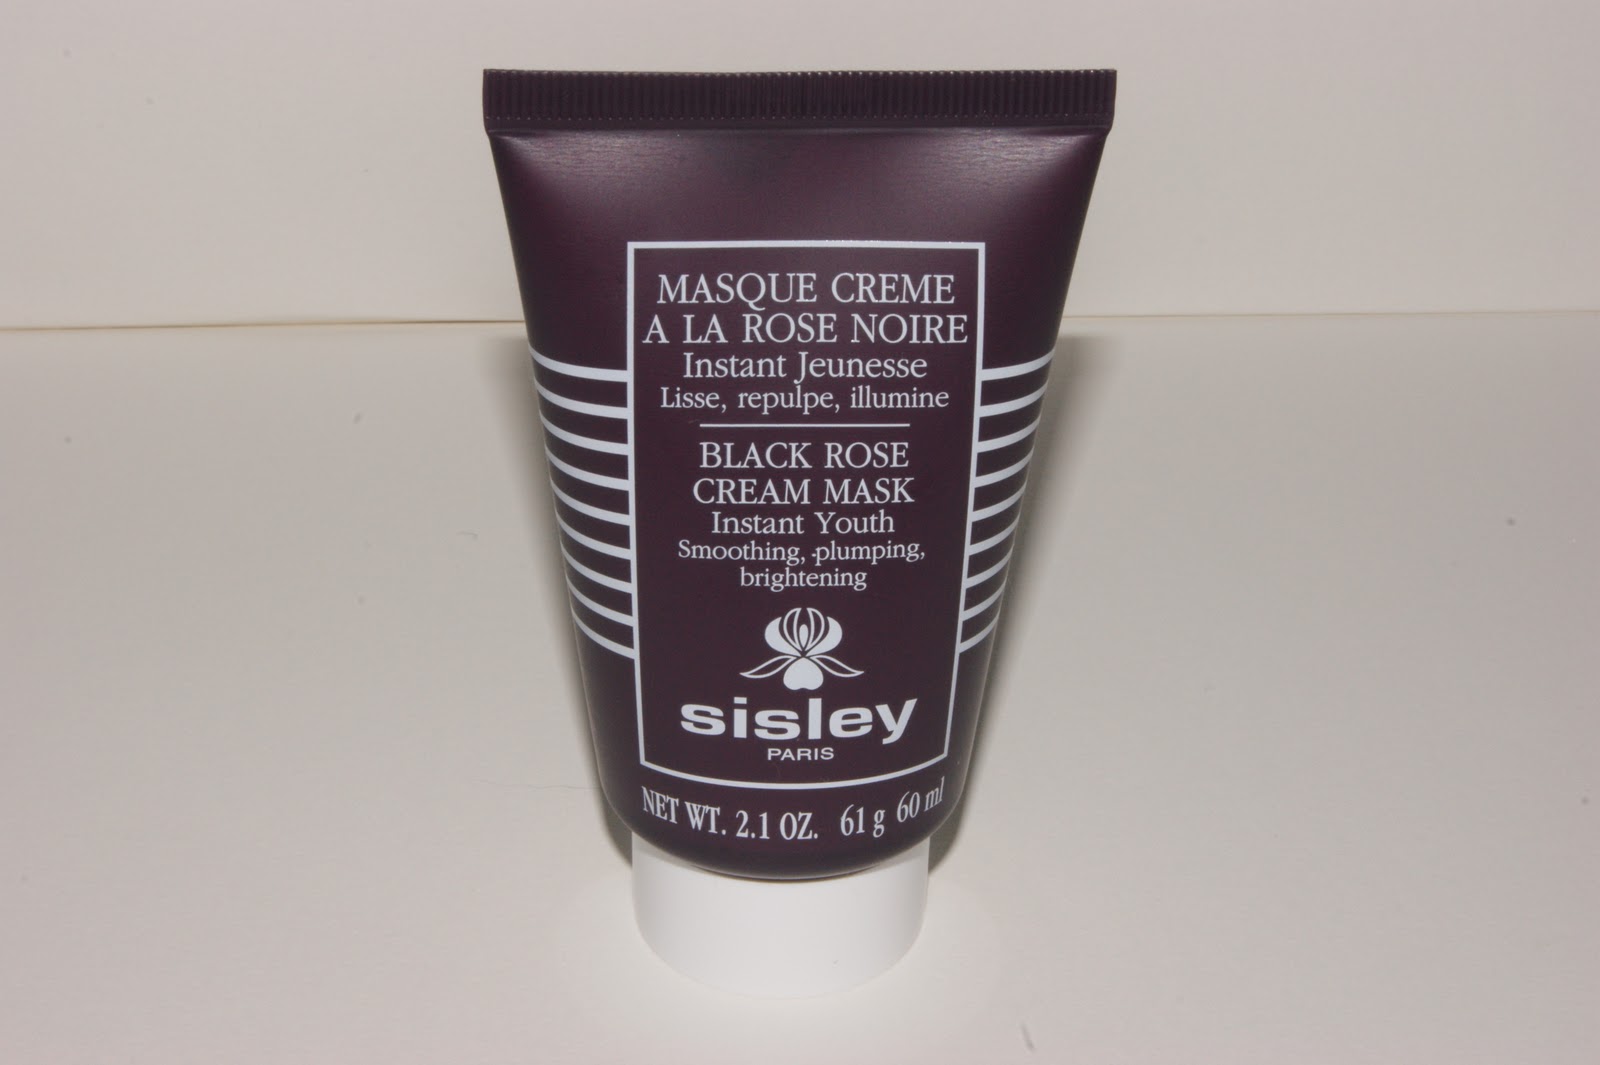 MASQUE CREME
A LA ROSE NOIRE
Instant Jeunesse
Lisse, repulpe, illumine
BLACK ROSE
CREAM MASK
Instant Youth
Smoothing, plumping,
brightening
sisley
PARIS
NET WT. 2.1 OZ. 61 g 60 ml